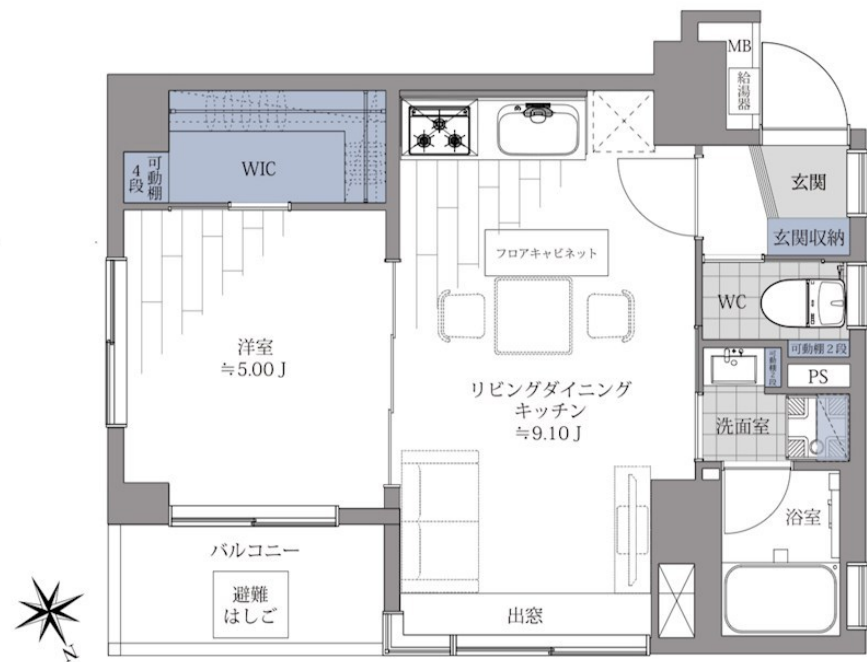 MB
給湯器
可動棚
4段
WIC
玄関
玄関収納
フロアキャビネット
WC
洋室
≒5.00 J
可動棚2段
可動棚2段
PS
リビングダイニング
キッチン
≒9.10 J
洗面室
浴室
バルコニー
避難
はしご
出窓
N